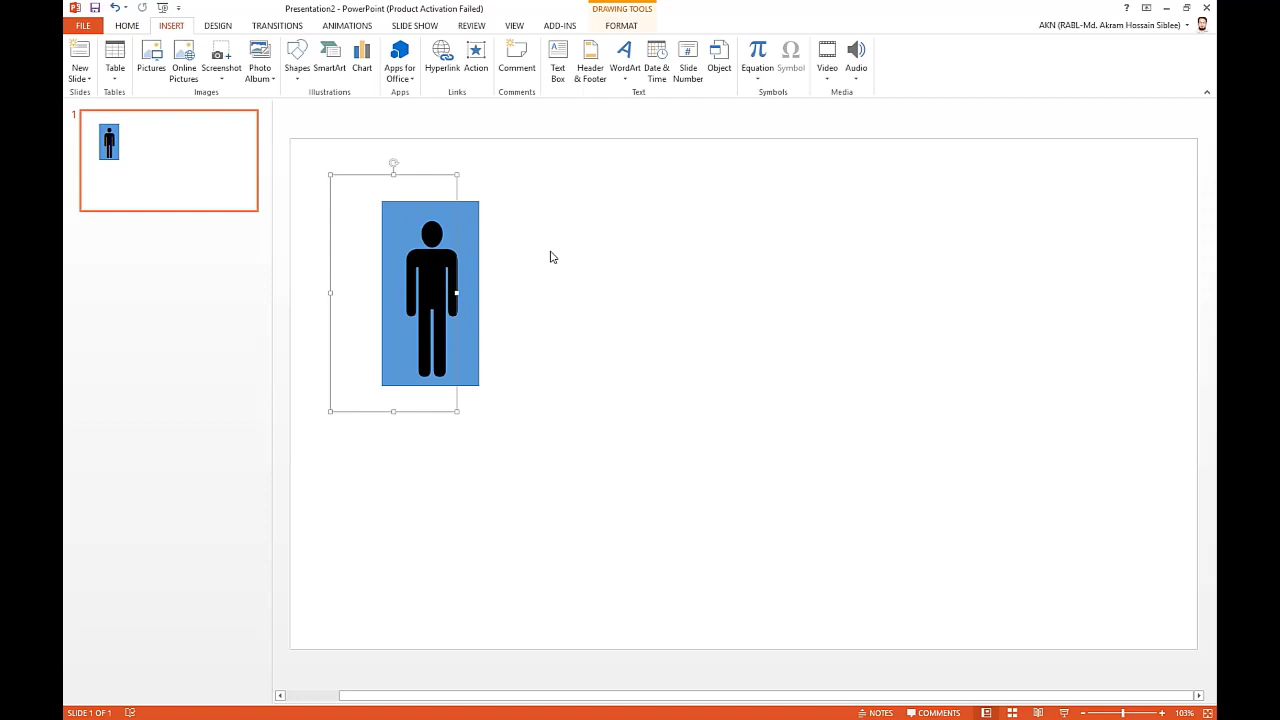 Presentation2 - PowerPoint (Product Activation Failed)
DRAWING TOOLS
?
FILE HOME INSERT DESIGN TRANSITIONS ANIMATIONS SLIDE SHOW REVIEW VIEW ADD-INS FORMAT
AKN (RABL-Md. Akram Hossain Siblee)
New Slide
Table
Pictures
Online Pictures
Screenshot
Photo Album
Shapes
SmartArt
Chart
Apps for Office
Hyperlink
Action
Comment
Text Box
Header & Footer
WordArt
Date & Time
Slide Number
Object
Equation
Symbol
Video
Audio
Slides Tables Images Illustrations Apps Links Comments Text Symbols Media
1
SLIDE 1 OF 1
NOTES COMMENTS 103%